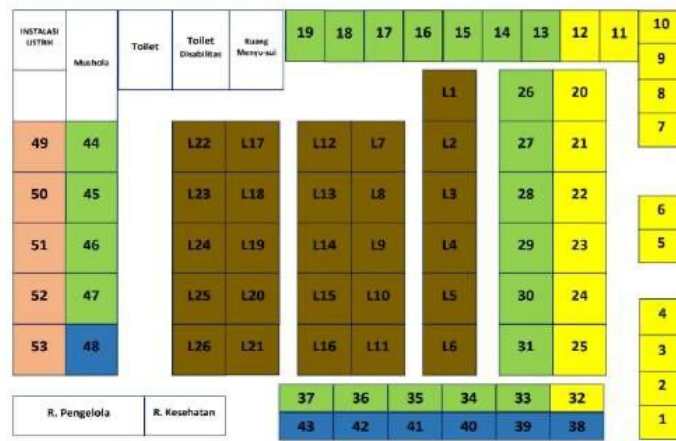 INSTALASI
LISTRIK
Mushola
Toilet
Toilet
Disabilitas
Ruang
Menyu-sui
19 18 17 16 15 14 13 12 11 10
9
8
7
L1 26 20
49 44 L22 L17 L12 L7 L2 27 21
50 45 L23 L18 L13 L8 L3 28 22
6
51 46 L24 L19 L14 L9 L4 29 23
5
52 47 L25 L20 L15 L10 L5 30 24
4
53 48 L26 L21 L16 L11 L6 31 25
3
2
1
R. Pengelola R. Kesehatan
37 36 35 34 33 32
43 42 41 40 39 38